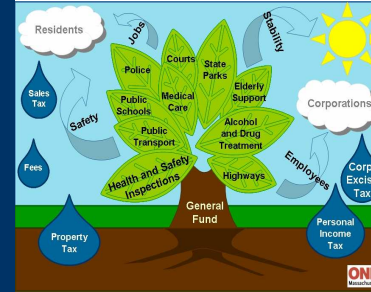 Residents
Jobs
Courts
State
Parks
Stability
Police
Medical
Care
Elderly
Support
Corporations
Sales
Tax
Public
Schools
Safety
Public
Transport
Alcohol
and Drug
Treatment
Fees
Health and Safety
Inspections
Highways
Employees
Corp
Excis
Tax
General
Fund
Property
Tax
Personal
Income
Tax
ON
Massachu